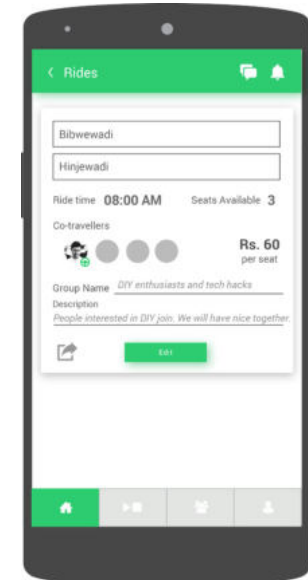 Rides
Bibwewadi
Hinjewadi
Ride time 08:00 AM Seats Available 3
Co-travellers
Rs. 60
per seat
Group Name DIY enthusiasts and tech hacks
Description
People interested in DIY join. We will have nice together.
Edit